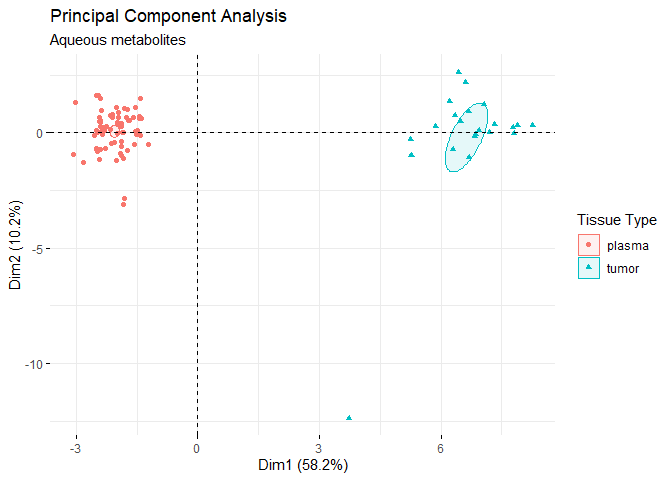 Principal Component Analysis
Aqueous metabolites
0
-5
-10
Dim2 (10.2%)
-3
0
3
6
Dim1 (58.2%)
Tissue Type
plasma
tumor